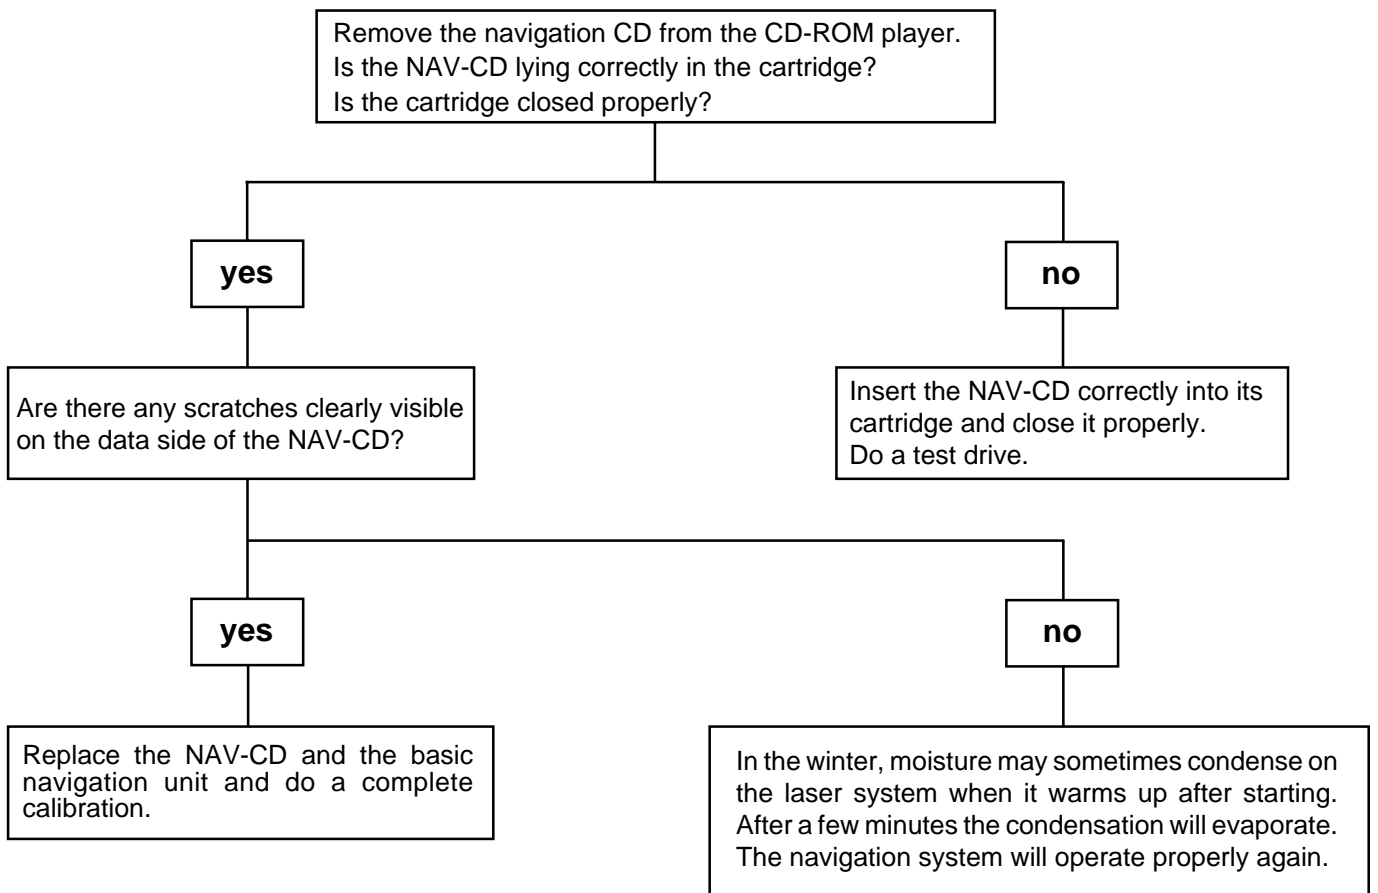 Remove the navigation CD from the CD-ROM player.
Is the NAV-CD lying correctly in the cartridge?
Is the cartridge closed properly?
yes
no
Are there any scratches clearly visible
on the data side of the NAV-CD?
Insert the NAV-CD correctly into its
cartridge and close it properly.
Do a test drive.
yes
no
Replace the NAV-CD and the basic
navigation unit and do a complete
calibration.
In the winter, moisture may sometimes condense on
the laser system when it warms up after starting.
After a few minutes the condensation will evaporate.
The navigation system will operate properly again.